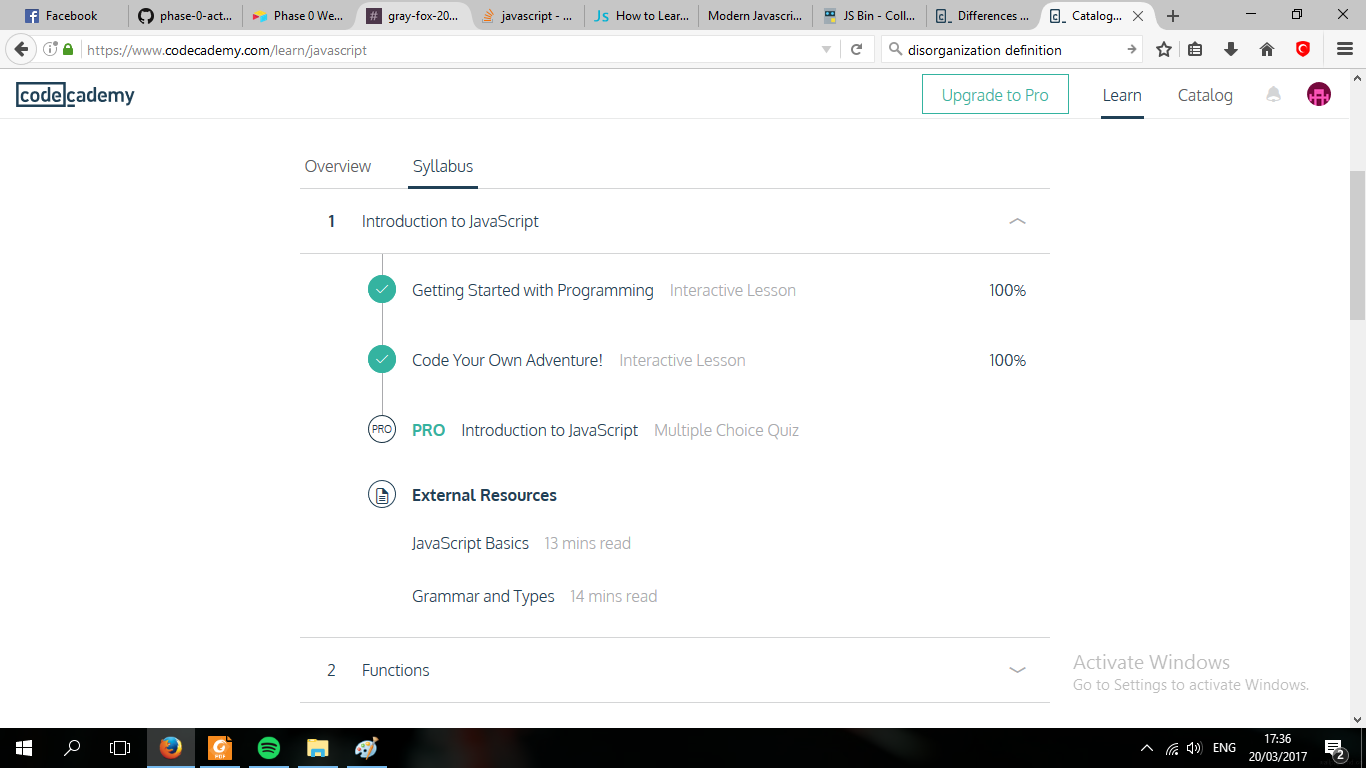 Facebook
phase-0-act...
Phase 0 We...
gray-fox-20...
javascript - ...
Js How to Lear...
Modern Javascri...
JS Bin - Coll...
Differences ...
Catalog...
https://www.codecademy.com/learn/javascript
disorganization definition
codecademy
Upgrade to Pro
Learn
Catalog
Overview
Syllabus
1 Introduction to JavaScript
Getting Started with Programming Interactive Lesson 100%
Code Your Own Adventure! Interactive Lesson 100%
PRO PRO Introduction to JavaScript Multiple Choice Quiz
External Resources
JavaScript Basics 13 mins read
Grammar and Types 14 mins read
2 Functions
Activate Windows
Go to Settings to activate Windows.
PDF
ENG
17:36
20/03/2017
2